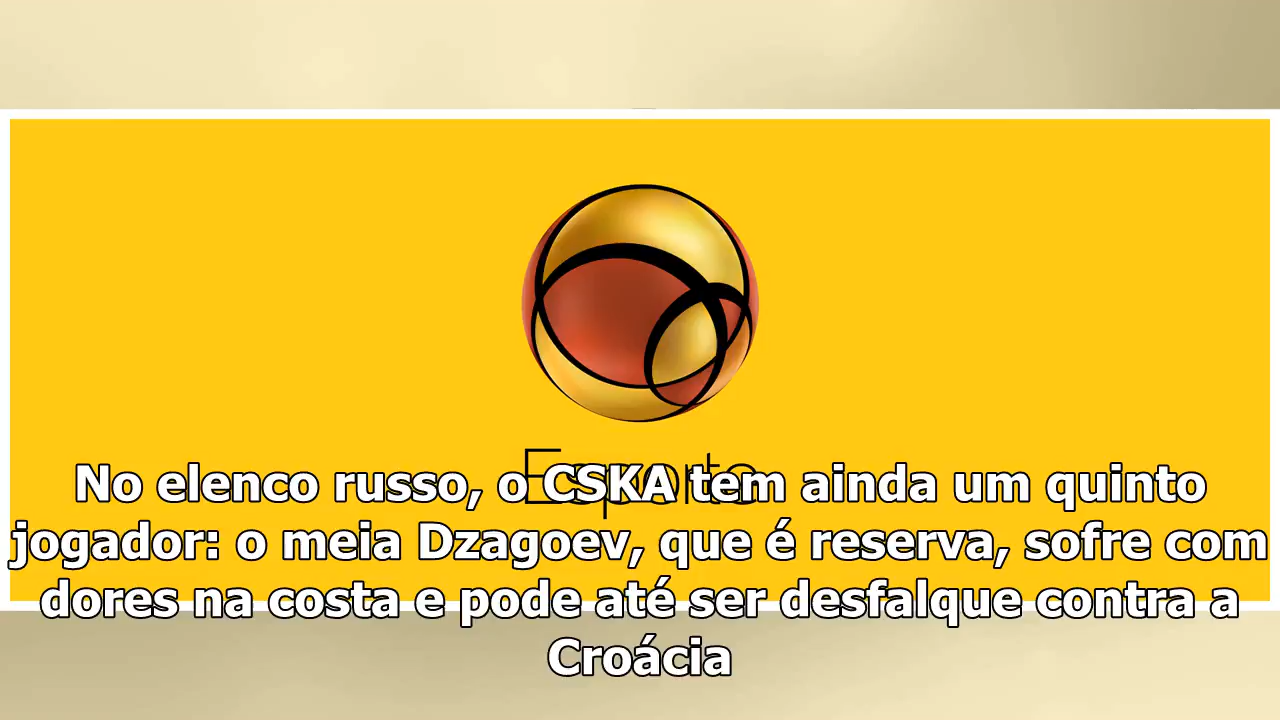 Esporte
No elenco russo, o CSKA tem ainda um quinto
jogador: o meia Dzagoev, que é reserva, sofre com
dores na costa e pode até ser desfalque contra a
Croácia